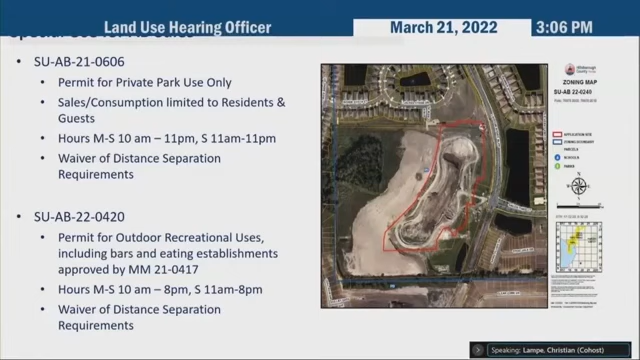 Land Use Hearing Officer
March 21, 2022
3:06 PM
• SU-AB-21-0606
• Permit for Private Park Use Only
• Sales/Consumption limited to Residents &
Guests
• Hours M-S 10 am – 11pm, S 11am-11pm
• Waiver of Distance Separation
Requirements
• SU-AB-22-0420
• Permit for Outdoor Recreational Uses,
including bars and eating establishments
approved by MM 21-0417
• Hours M-S 10 am – 8pm, S 11am-8pm
• Waiver of Distance Separation
Requirements
Hillsborough
ZONING MAP
APPLICATION SITE
ZONING BOUNDARY
PARCELS
SCHOOLS
PARKS
Speaking: Lampe, Christian (Cohost)